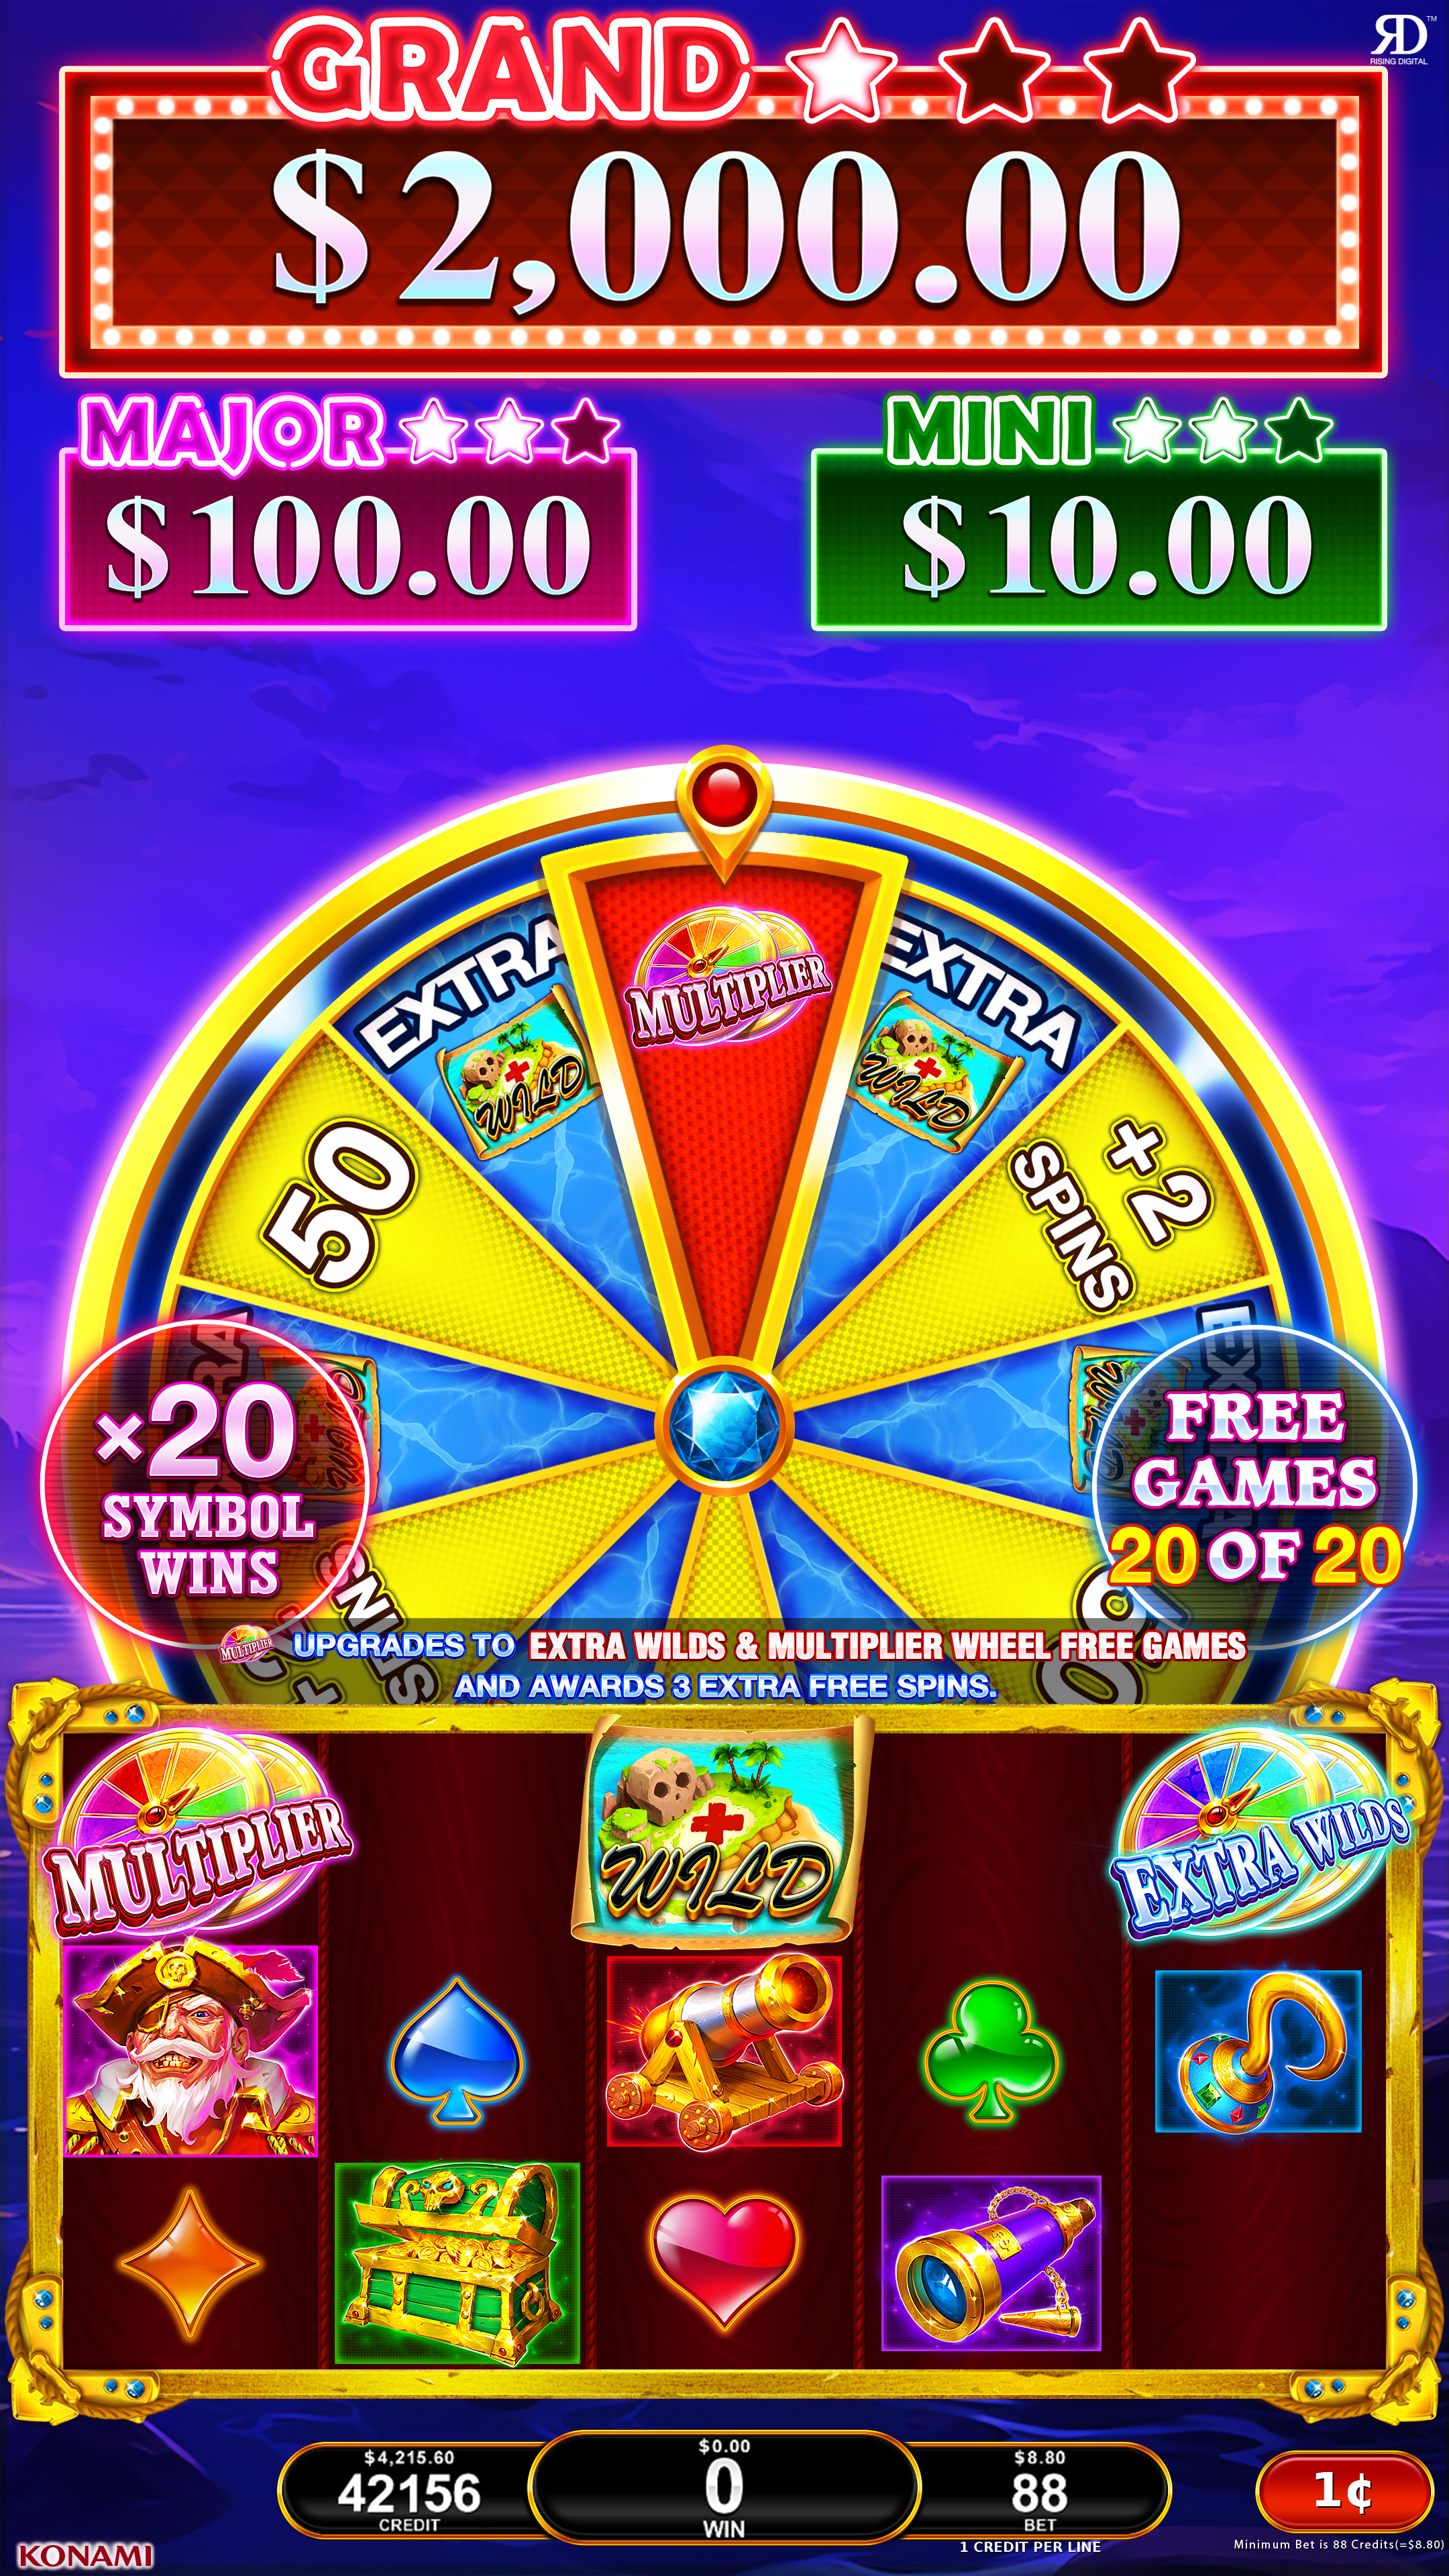 GRAND
RD™
RISING DIGITAL
$2,000.00
MAJOR
MINI
$100.00
$10.00
MULTIPLIER
EXTRA
WILD
EXTRA
WILD
50
+2
SPINS
EXTRA
×20
SYMBOL
WINS
FREE
GAMES
20 OF 20
MULTIPLIER UPGRADES TO EXTRA WILDS & MULTIPLIER WHEEL FREE GAMES
AND AWARDS 3 EXTRA FREE SPINS.
MULTIPLIER
WILD
EXTRA WILDS
$4,215.60
42156
CREDIT
$0.00
0
WIN
$8.80
88
BET
1 CREDIT PER LINE
1¢
Minimum Bet is 88 Credits(=$8.80)
KONAMI